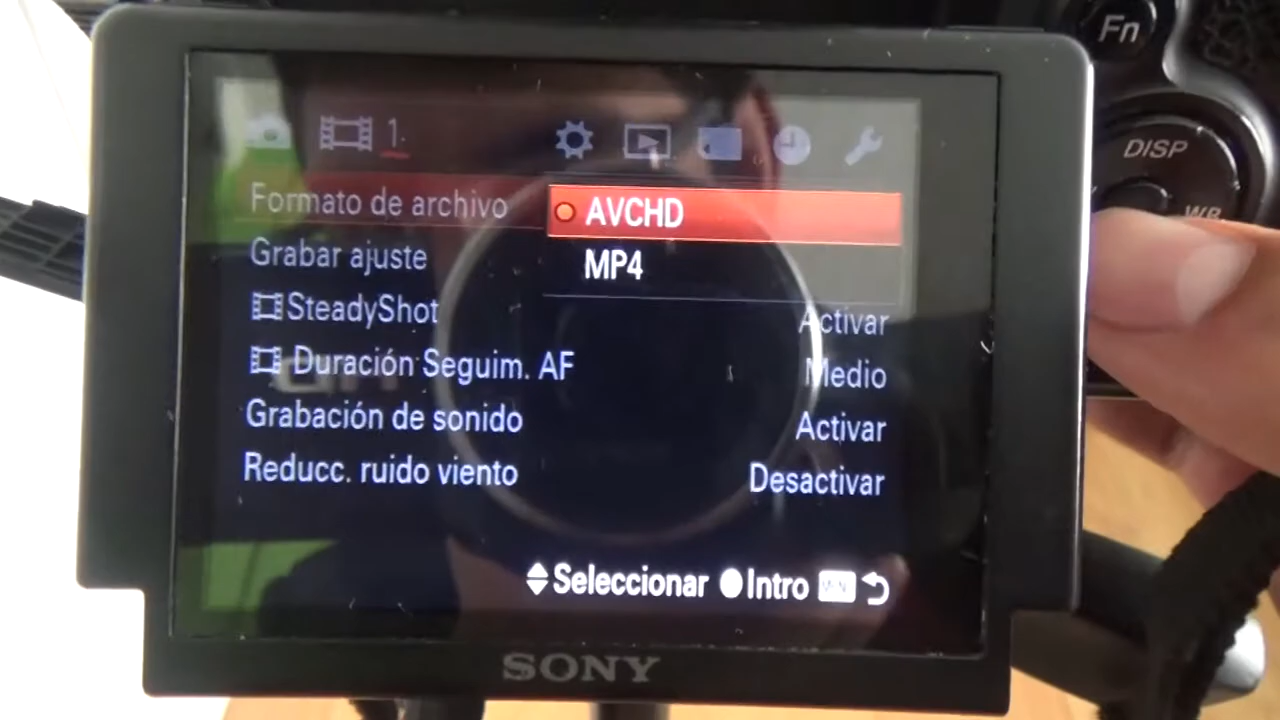 Fn
DISP
WB
1
Formato de archivo
AVCHD
MP4
Grabar ajuste
SteadyShot
Activar
Duración Seguim. AF
Medio
Grabación de sonido
Activar
Reducc. ruido viento
Desactivar
Seleccionar Intro
SONY